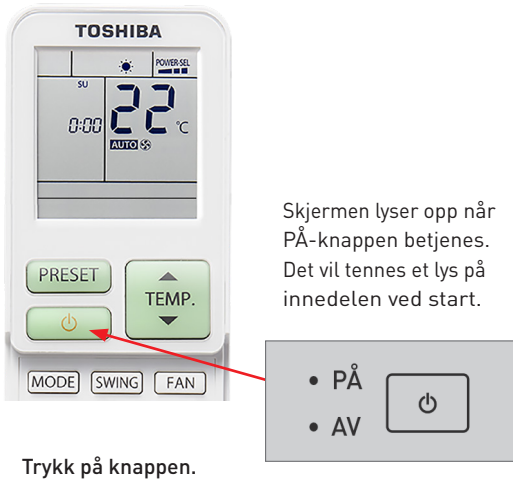 TOSHIBA
POWER-SEL
SU
0:00 22 °C
AUTO
PRESET
TEMP.
MODE SWING FAN
Skjermen lyser opp når
PÅ-knappen betjenes.
Det vil tennes et lys på
innedelen ved start.
• PÅ
• AV
Trykk på knappen.